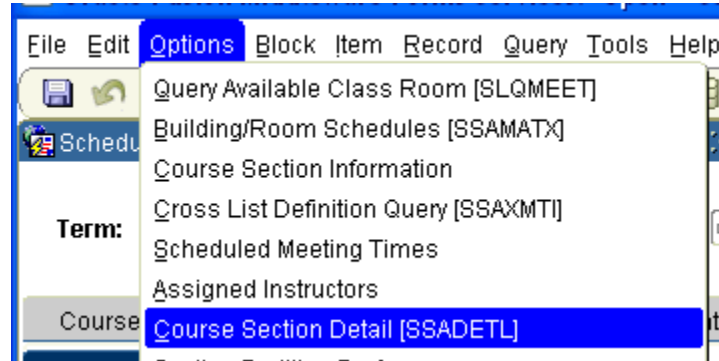 File Edit Options Block Item Record Query Tools Help
Query Available Class Room [SLQMEET]
Building/Room Schedules [SSAMATX]
Course Section Information
Cross List Definition Query [SSAXMTI]
Term:
Scheduled Meeting Times
Assigned Instructors
Course
Course Section Detail [SSADETL]